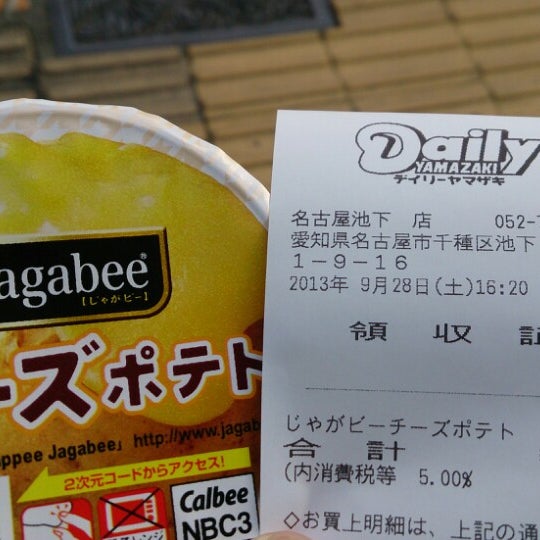 agabee®
[じゃがビー]
ーズポテト
ppee Jagabee」 http://www.jagab
2次元コードからアクセス!
Calbee
NBC3
Daily
YAMAZAKI
デイリーヤマザキ
名古屋池下 店 052-7
愛知県名古屋市千種区池下
1-9-16
2013年 9月28日(土)16:20
領 収 証
じゃがビーチーズポテト
合 計
(内消費税等 5.00%
◇お買上明細は、上記の通